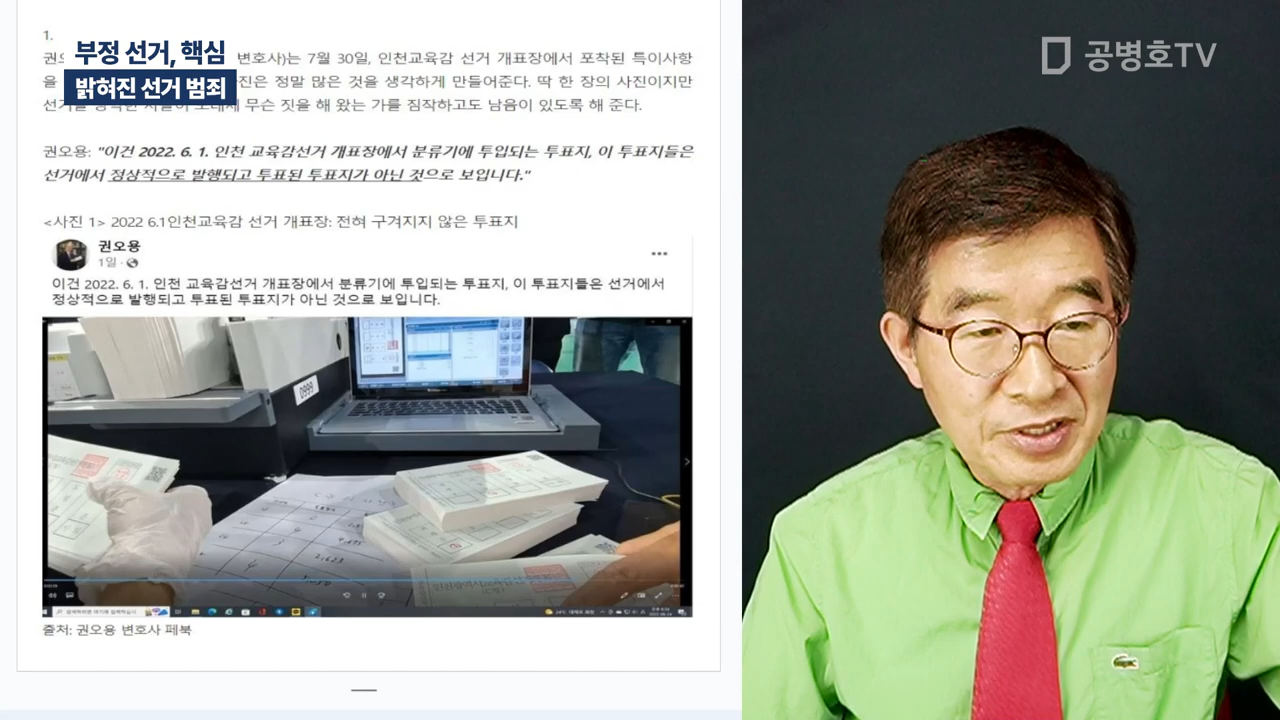 1.
부정 선거, 핵심
밝혀진 선거 범죄
공병호TV
변호사)는 7월 30일, 인천교육감 선거 개표장에서 포착된 특이사항
을 진은 정말 많은 것을 생각하게 만들어준다. 딱 한 장의 사진이지만
무슨 짓을 해 왔는 가를 짐작하고도 남음이 있도록 해 준다.
권오용: "이건 2022. 6. 1. 인천 교육감선거 개표장에서 분류기에 투입되는 투표지, 이 투표지들은
선거에서 정상적으로 발행되고 투표된 투표지가 아닌 것으로 보입니다."
<사진 1> 2022 6.1인천교육감 선거 개표장: 전혀 구겨지지 않은 투표지
권오용
1일
이건 2022. 6. 1. 인천 교육감선거 개표장에서 분류기에 투입되는 투표지, 이 투표지들은 선거에서
정상적으로 발행되고 투표된 투표지가 아닌 것으로 보입니다.
0999
출처: 권오용 변호사 페북